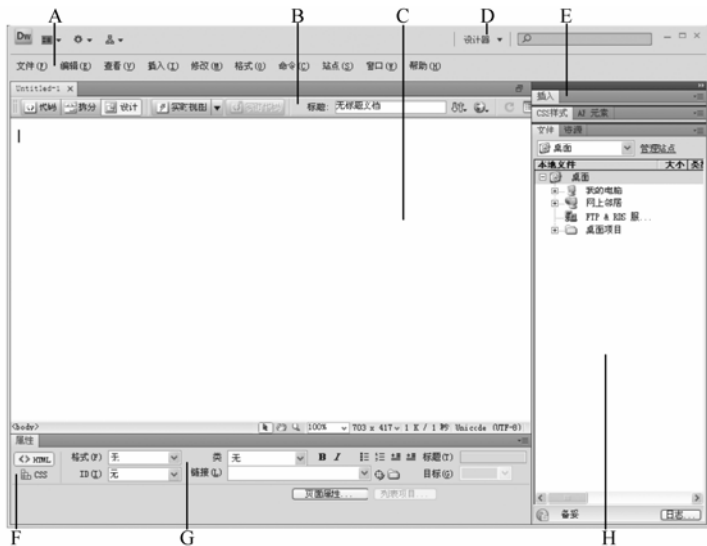 A B C D E
Dw 设计器
文件(F) 编辑(E) 查看(V) 插入(I) 修改(M) 格式(O) 命令(C) 站点(S) 窗口(W) 帮助(H)
Untitled-1 ×
代码 拆分 设计 实时视图 标题: 无标题文档
插入
CSS样式 AP 元素
文件 资源
桌面 管理站点
本地文件 大小
桌面
我的电脑
网上邻居
FTP & RDS 服...
桌面项目
<body> 100% 703 x 417 1 K / 1 秒 Unicode (UTF-8)
属性
<> HTML 格式(F) 无 类 无 B I 标题(T)
CSS ID(I) 无 链接(L) 目标(G)
页面属性... 列表项目...
备妥 日志...
F G H